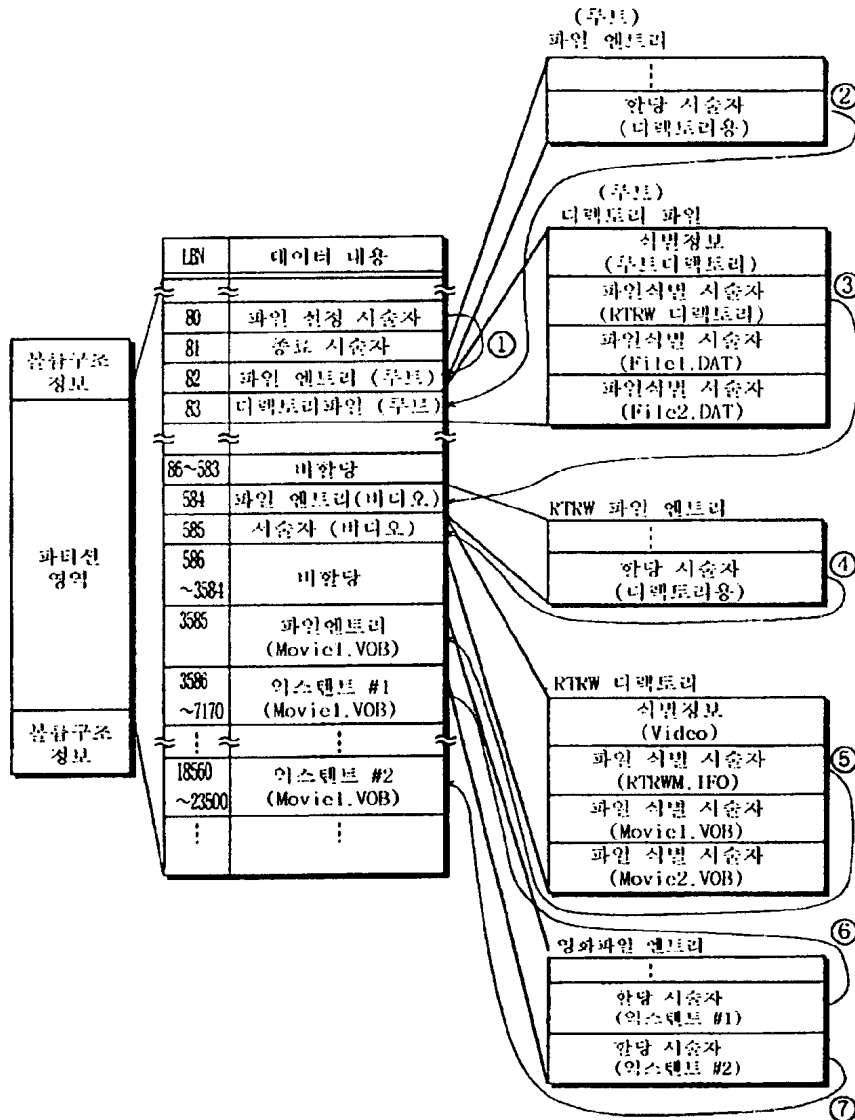 (루트)
파일 엔트리
할당 서술자
(디렉토리용)
②
(루트)
디렉토리 파일
식별정보
(루트디렉토리)
파일식별 서술자
(RTRW 디렉토리)
파일식별 서술자
(File1.DAT)
파일식별 서술자
(File2.DAT)
③
LBN 데이터 내용
80 파일 설정 서술자
81 종료 서술자
82 파일 엔트리 (루트)
83 디렉토리파일 (루트)
①
86~583 미할당
584 파일 엔트리(비디오)
585 서술자 (비디오)
586
~3584 미할당
3585 파일엔트리
(Movie1.VOB)
3586 익스텐트 #1
~7170 (Movie1.VOB)
18560 익스텐트 #2
~23500 (Movie1.VOB)
볼륨구조
정보
파티션
영역
볼륨구조
정보
RTRW 파일 엔트리
할당 서술자
(디렉토리용)
④
RTRW 디렉토리
식별정보
(Video)
파일 식별 서술자
(RTRWM.IFO)
파일 식별 서술자
(Movie1.VOB)
파일 식별 서술자
(Movie2.VOB)
⑤
영화파일 엔트리
할당 서술자
(익스텐트 #1)
할당 서술자
(익스텐트 #2)
⑥
⑦